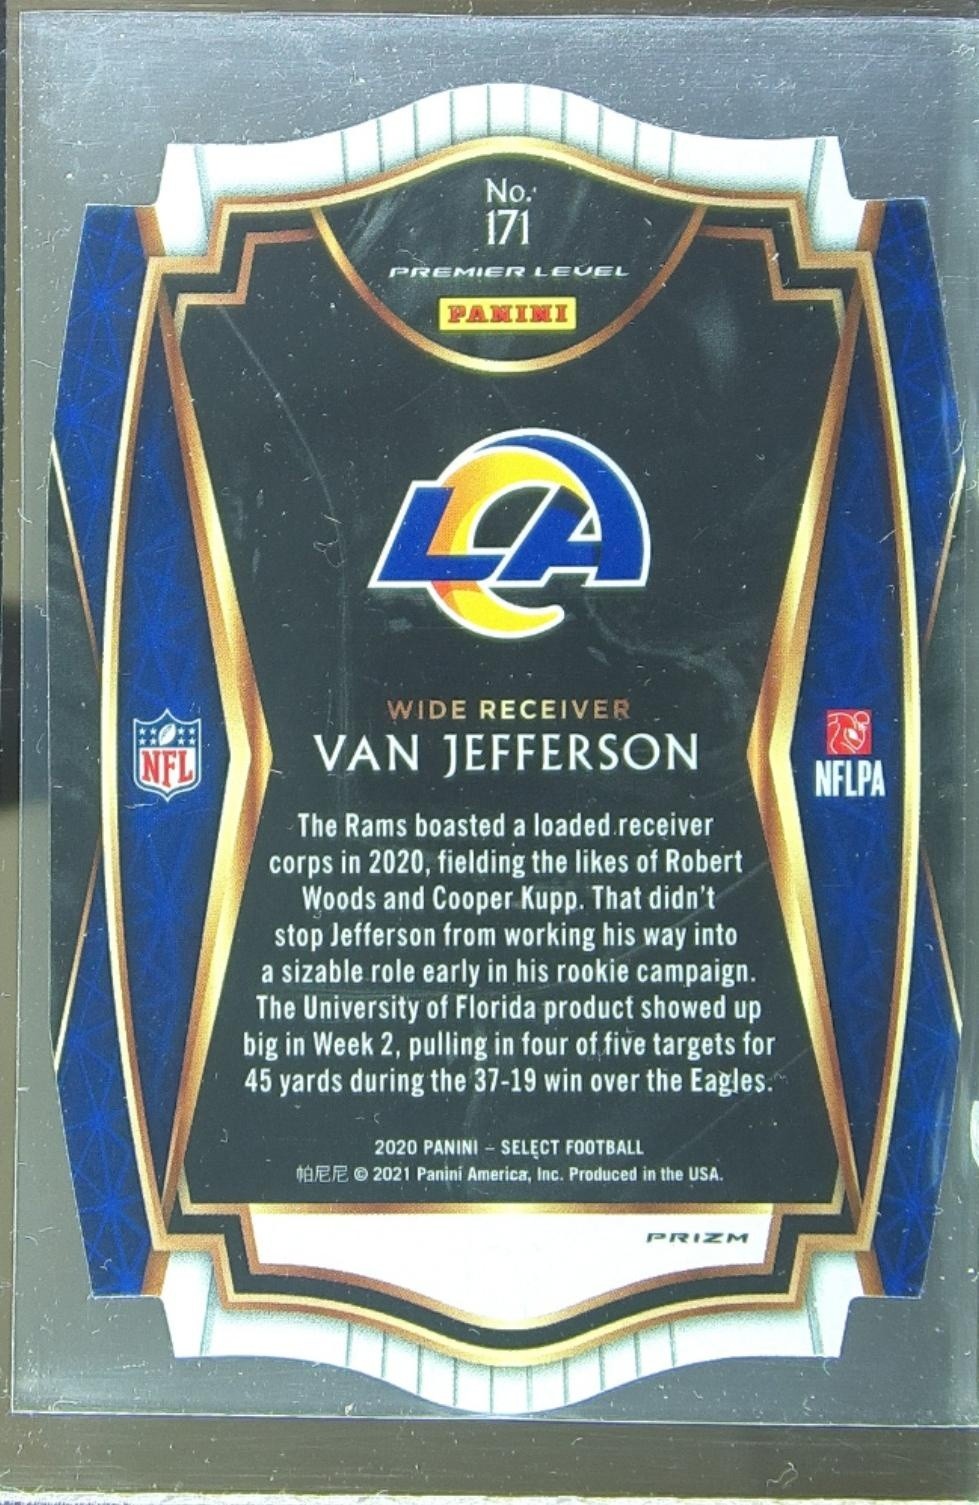 No.
171
PREMIER LEVEL
PANINI
LA
WIDE RECEIVER
VAN JEFFERSON
NFL
NFLPA
The Rams boasted a loaded receiver
corps in 2020, fielding the likes of Robert
Woods and Cooper Kupp. That didn't
stop Jefferson from working his way into
a sizable role early in his rookie campaign.
The University of Florida product showed up
big in Week 2, pulling in four of five targets for
45 yards during the 37-19 win over the Eagles.
2020 PANINI – SELECT FOOTBALL
帕尼尼 © 2021 Panini America, Inc. Produced in the USA.
PRIZM